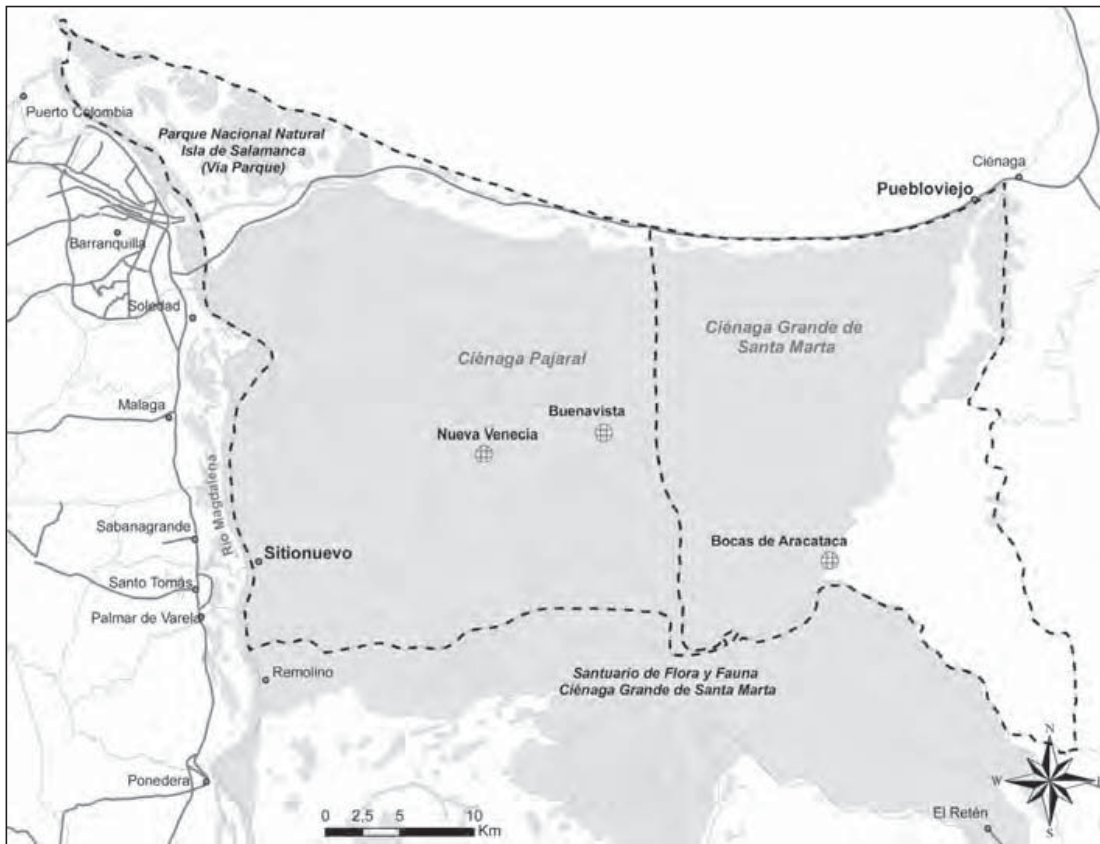 Puerto Colombia
Parque Nacional Natural
Isla de Salamanca
(Vía Parque)
Ciénaga
Puebloviejo
Barranquilla
Soledad
Ciénaga Grande de
Santa Marta
Ciénaga Pajaral
Malaga
Buenavista
Nueva Venecia
Río Magdalena
Sabanagrande
Bocas de Aracataca
Sitionuevo
Santo Tomás
Palmar de Varela
Remolino
Santuario de Flora y Fauna
Ciénaga Grande de Santa Marta
N
W
S
Ponedera
0 2.5 5 10
Km
El Retén